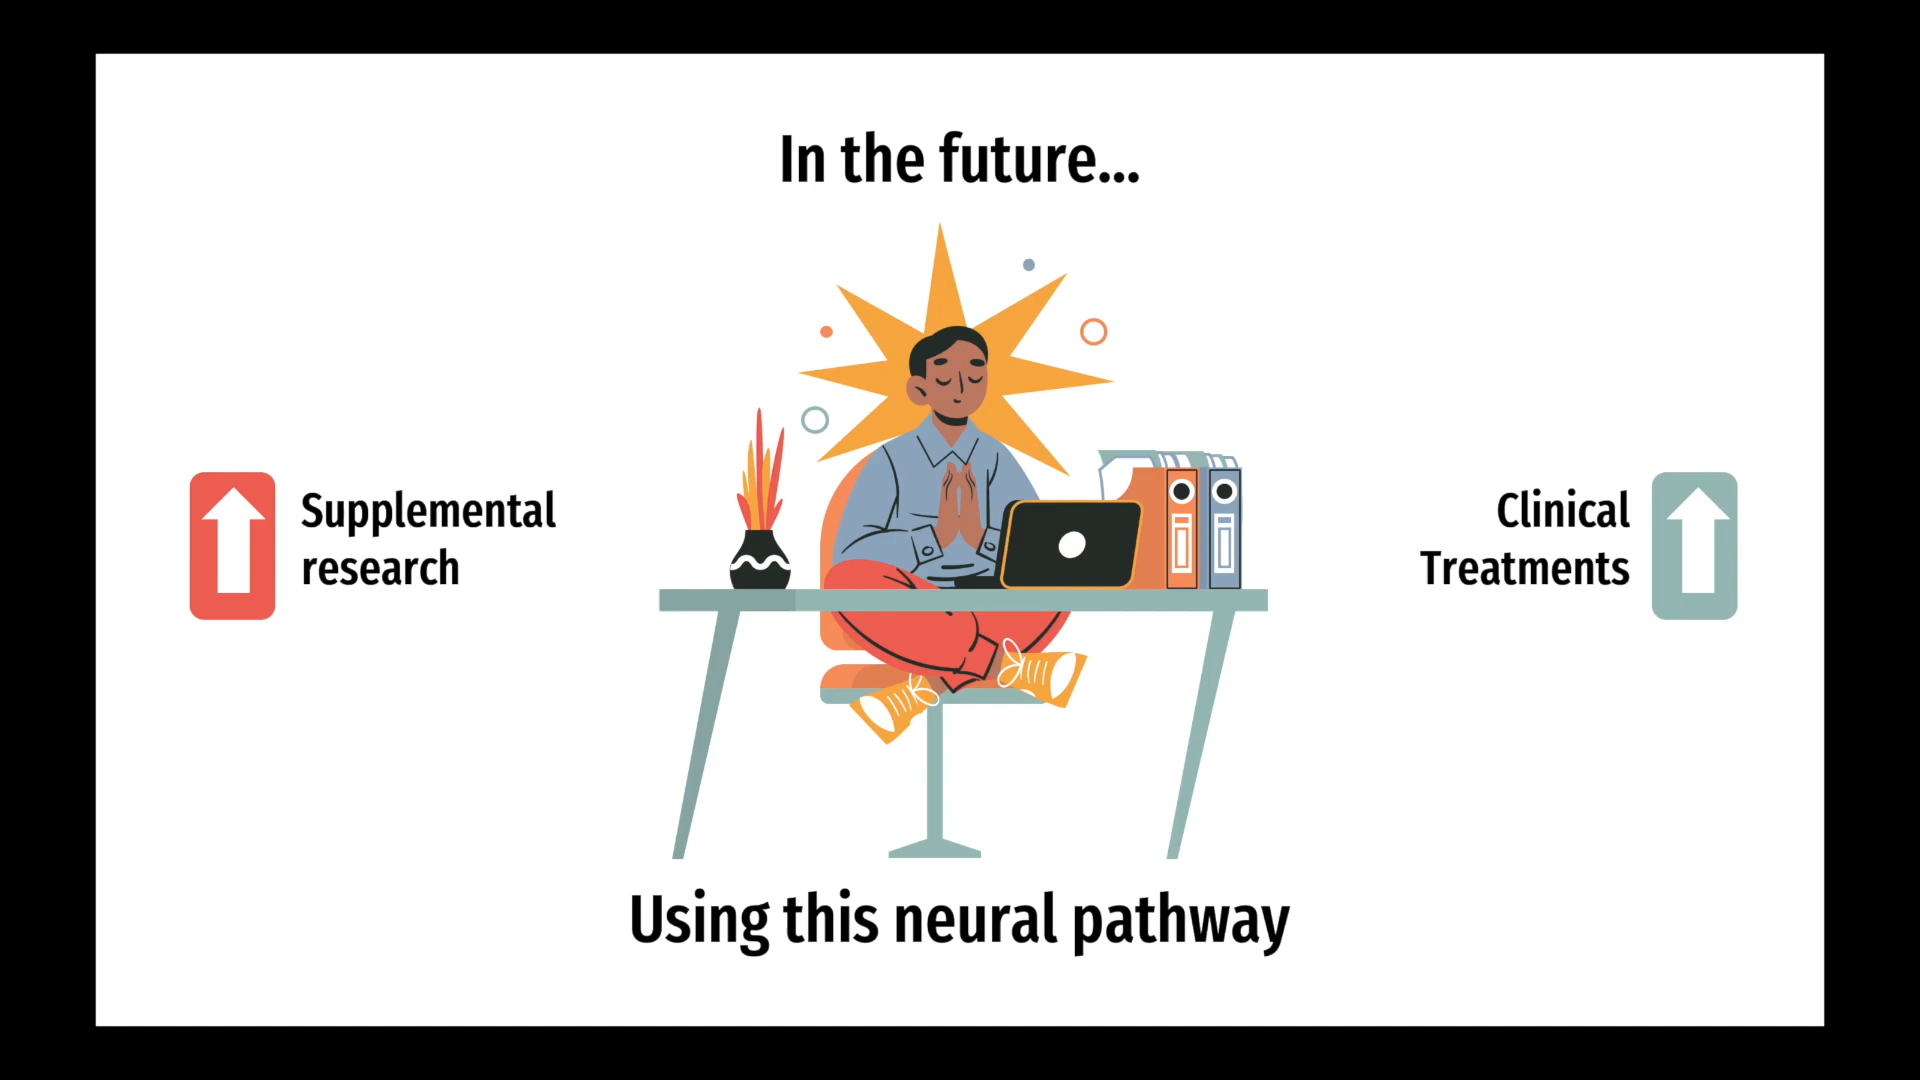 In the future...
Supplemental
research
Clinical
Treatments
Using this neural pathway